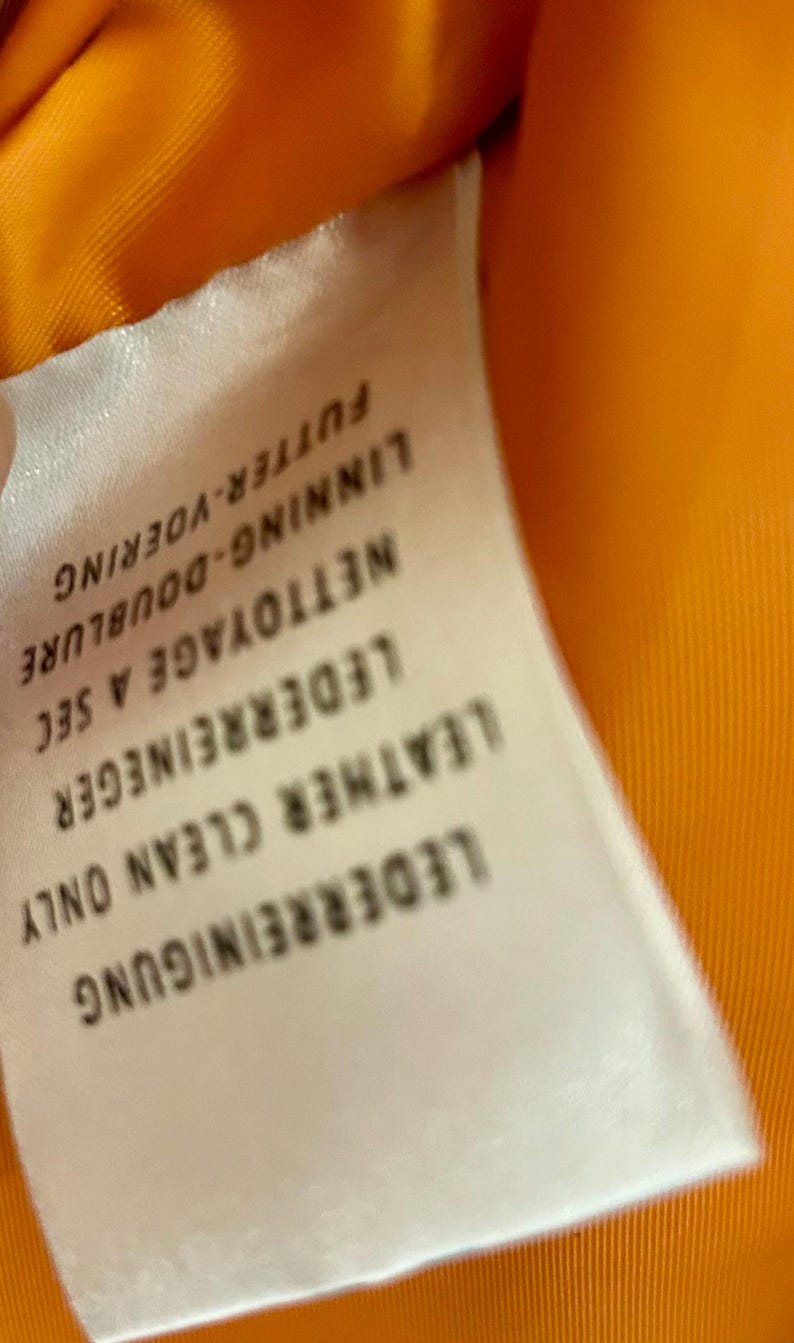 LEDERREINIGUNG
LEATHER CLEAN ONLY
LEDERREINEGER
NETTOYAGE A SEC
LINNING-DOUBLURE
FUTTER-VOERING